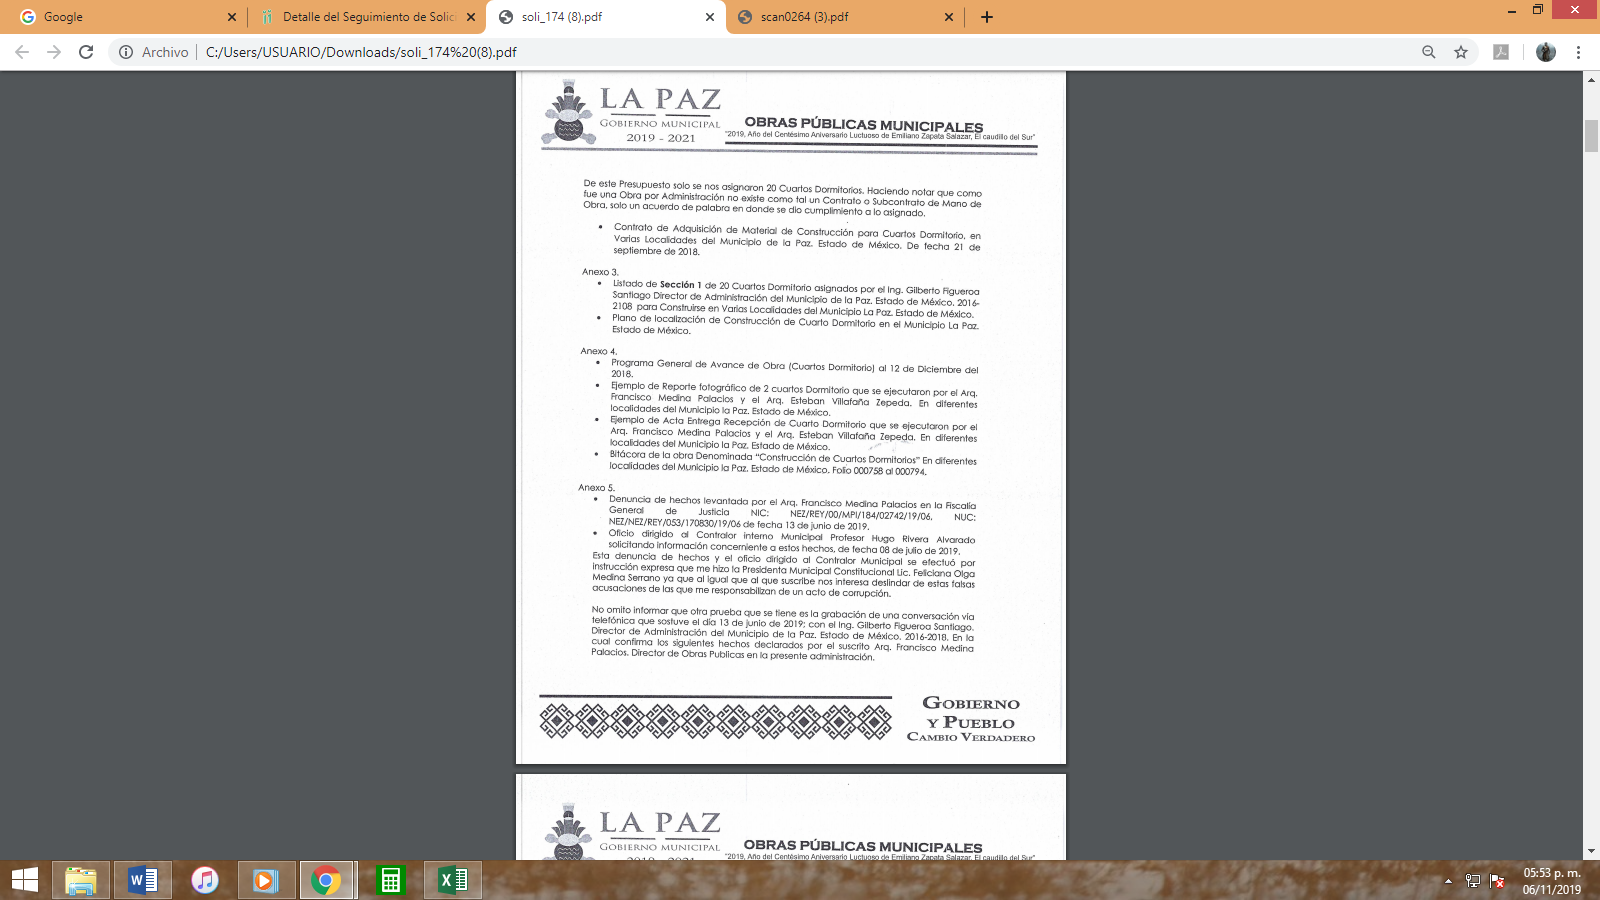 Google
Detalle del Seguimiento de Solici
soli_174 (8).pdf
scan0264 (3).pdf
Archivo
C:/Users/USUARIO/Downloads/soli_174%20(8).pdf
LA PAZ
GOBIERNO MUNICIPAL
2019 - 2021
OBRAS PÚBLICAS MUNICIPALES
"2019, Año del Centésimo Aniversario Luctuoso de Emiliano Zapata Salazar, El caudillo del Sur"
De este Presupuesto solo se nos asignaron 20 Cuartos Dormitorios. Haciendo notar que como
fue una Obra por Administración no existe como tal un Contrato o Subcontrato de Mano de
Obra, solo un acuerdo de palabra en donde se dio cumplimiento a lo asignado.
• Contrato de Adquisición de Material de Construcción para Cuartos Dormitorio, en
Varias Localidades del Municipio de la Paz. Estado de México. De fecha 21 de
septiembre de 2018.
Anexo 3.
• Listado de Sección 1 de 20 Cuartos Dormitorio asignados por el Ing. Gilberto Figueroa
Santiago Director de Administración del Municipio de la Paz. Estado de México. 2016-
2108 para Construirse en Varias Localidades del Municipio La Paz. Estado de México.
• Plano de localización de Construcción de Cuarto Dormitorio en el Municipio La Paz.
Estado de México.
Anexo 4.
• Programa General de Avance de Obra (Cuartos Dormitorio) al 12 de Diciembre del
2018.
• Ejemplo de Reporte fotográfico de 2 cuartos Dormitorio que se ejecutaron por el Arq.
Francisco Medina Palacios y el Arq. Esteban Villafaña Zepeda. En diferentes
localidades del Municipio la Paz. Estado de México.
• Ejemplo de Acta Entrega Recepción de Cuarto Dormitorio que se ejecutaron por el
Arq. Francisco Medina Palacios y el Arq. Esteban Villafaña Zepeda. En diferentes
localidades del Municipio la Paz. Estado de México.
• Bitácora de la obra Denominada "Construcción de Cuartos Dormitorios" En diferentes
localidades del Municipio la Paz. Estado de México. Folio 000758 al 000794.
Anexo 5.
• Denuncia de hechos levantada por el Arq. Francisco Medina Palacios en la Fiscalía
General de Justicia NIC: NEZ/REY/00/MPI/184/02742/19/06, NUC:
NEZ/NEZ/REY/053/170830/19/06 de fecha 13 de junio de 2019.
• Oficio dirigido al Contralor interno Municipal Profesor Hugo Rivera Alvarado
solicitando información concerniente a estos hechos, de fecha 08 de julio de 2019.
Esta denuncia de hechos y el oficio dirigido al Contralor Municipal se efectuó por
instrucción expresa que me hizo la Presidenta Municipal Constitucional Lic. Feliciana Olga
Medina Serrano ya que al igual que al que suscribe nos interesa deslindar de estas falsas
acusaciones de las que me responsabilizan de un acto de corrupción.
No omito informar que otra prueba que se tiene es la grabación de una conversación vía
telefónica que sostuve el día 13 de junio de 2019; con el Ing. Gilberto Figueroa Santiago.
Director de Administración del Municipio de la Paz. Estado de México. 2016-2018. En la
cual confirma los siguientes hechos declarados por el suscrito Arq. Francisco Medina
Palacios. Director de Obras Publicas en la presente administración.
GOBIERNO
Y PUEBLO
CAMBIO VERDADERO
LA PAZ
GOBIERNO MUNICIPAL
2019 - 2021
OBRAS PÚBLICAS MUNICIPALES
"2019, Año del Centésimo Aniversario Luctuoso de Emiliano Zapata Salazar, El caudillo del Sur"
05:53 p. m.
06/11/2019